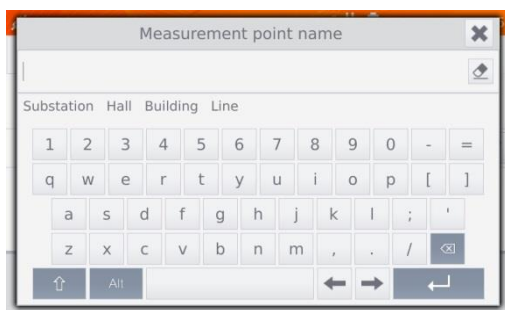 Measurement point name
Substation Hall Building Line
1 2 3 4 5 6 7 8 9 0 - =
q w e r t y u i o p [ ]
a s d f g h j k l ; '
z x c v b n m , . /
Alt